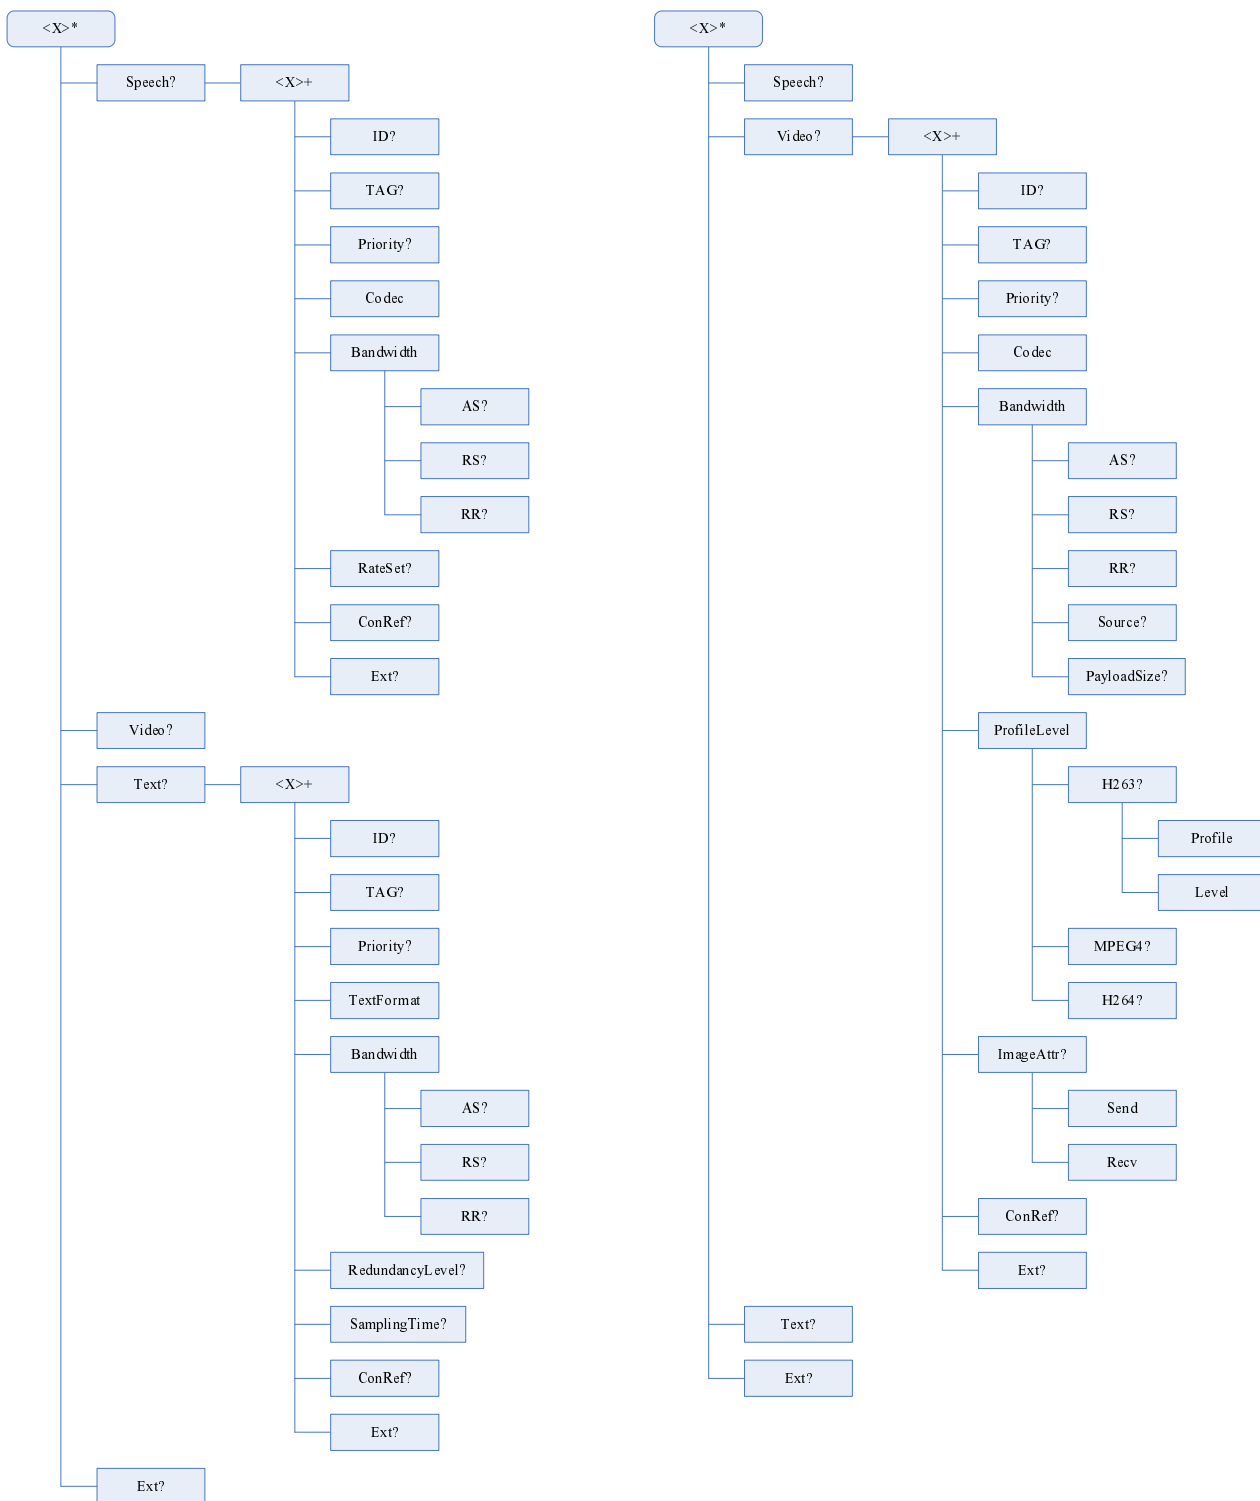 <X>*
Speech?
<X>+
ID?
TAG?
Priority?
Codec
Bandwidth
AS?
RS?
RR?
RateSet?
ConRef?
Ext?
Video?
Text?
<X>+
ID?
TAG?
Priority?
TextFormat
Bandwidth
AS?
RS?
RR?
RedundancyLevel?
SamplingTime?
ConRef?
Ext?
Ext?
<X>*
Speech?
Video?
<X>+
ID?
TAG?
Priority?
Codec
Bandwidth
AS?
RS?
RR?
Source?
PayloadSize?
ProfileLevel
H263?
Profile
Level
MPEG4?
H264?
ImageAttr?
Send
Recv
ConRef?
Ext?
Text?
Ext?